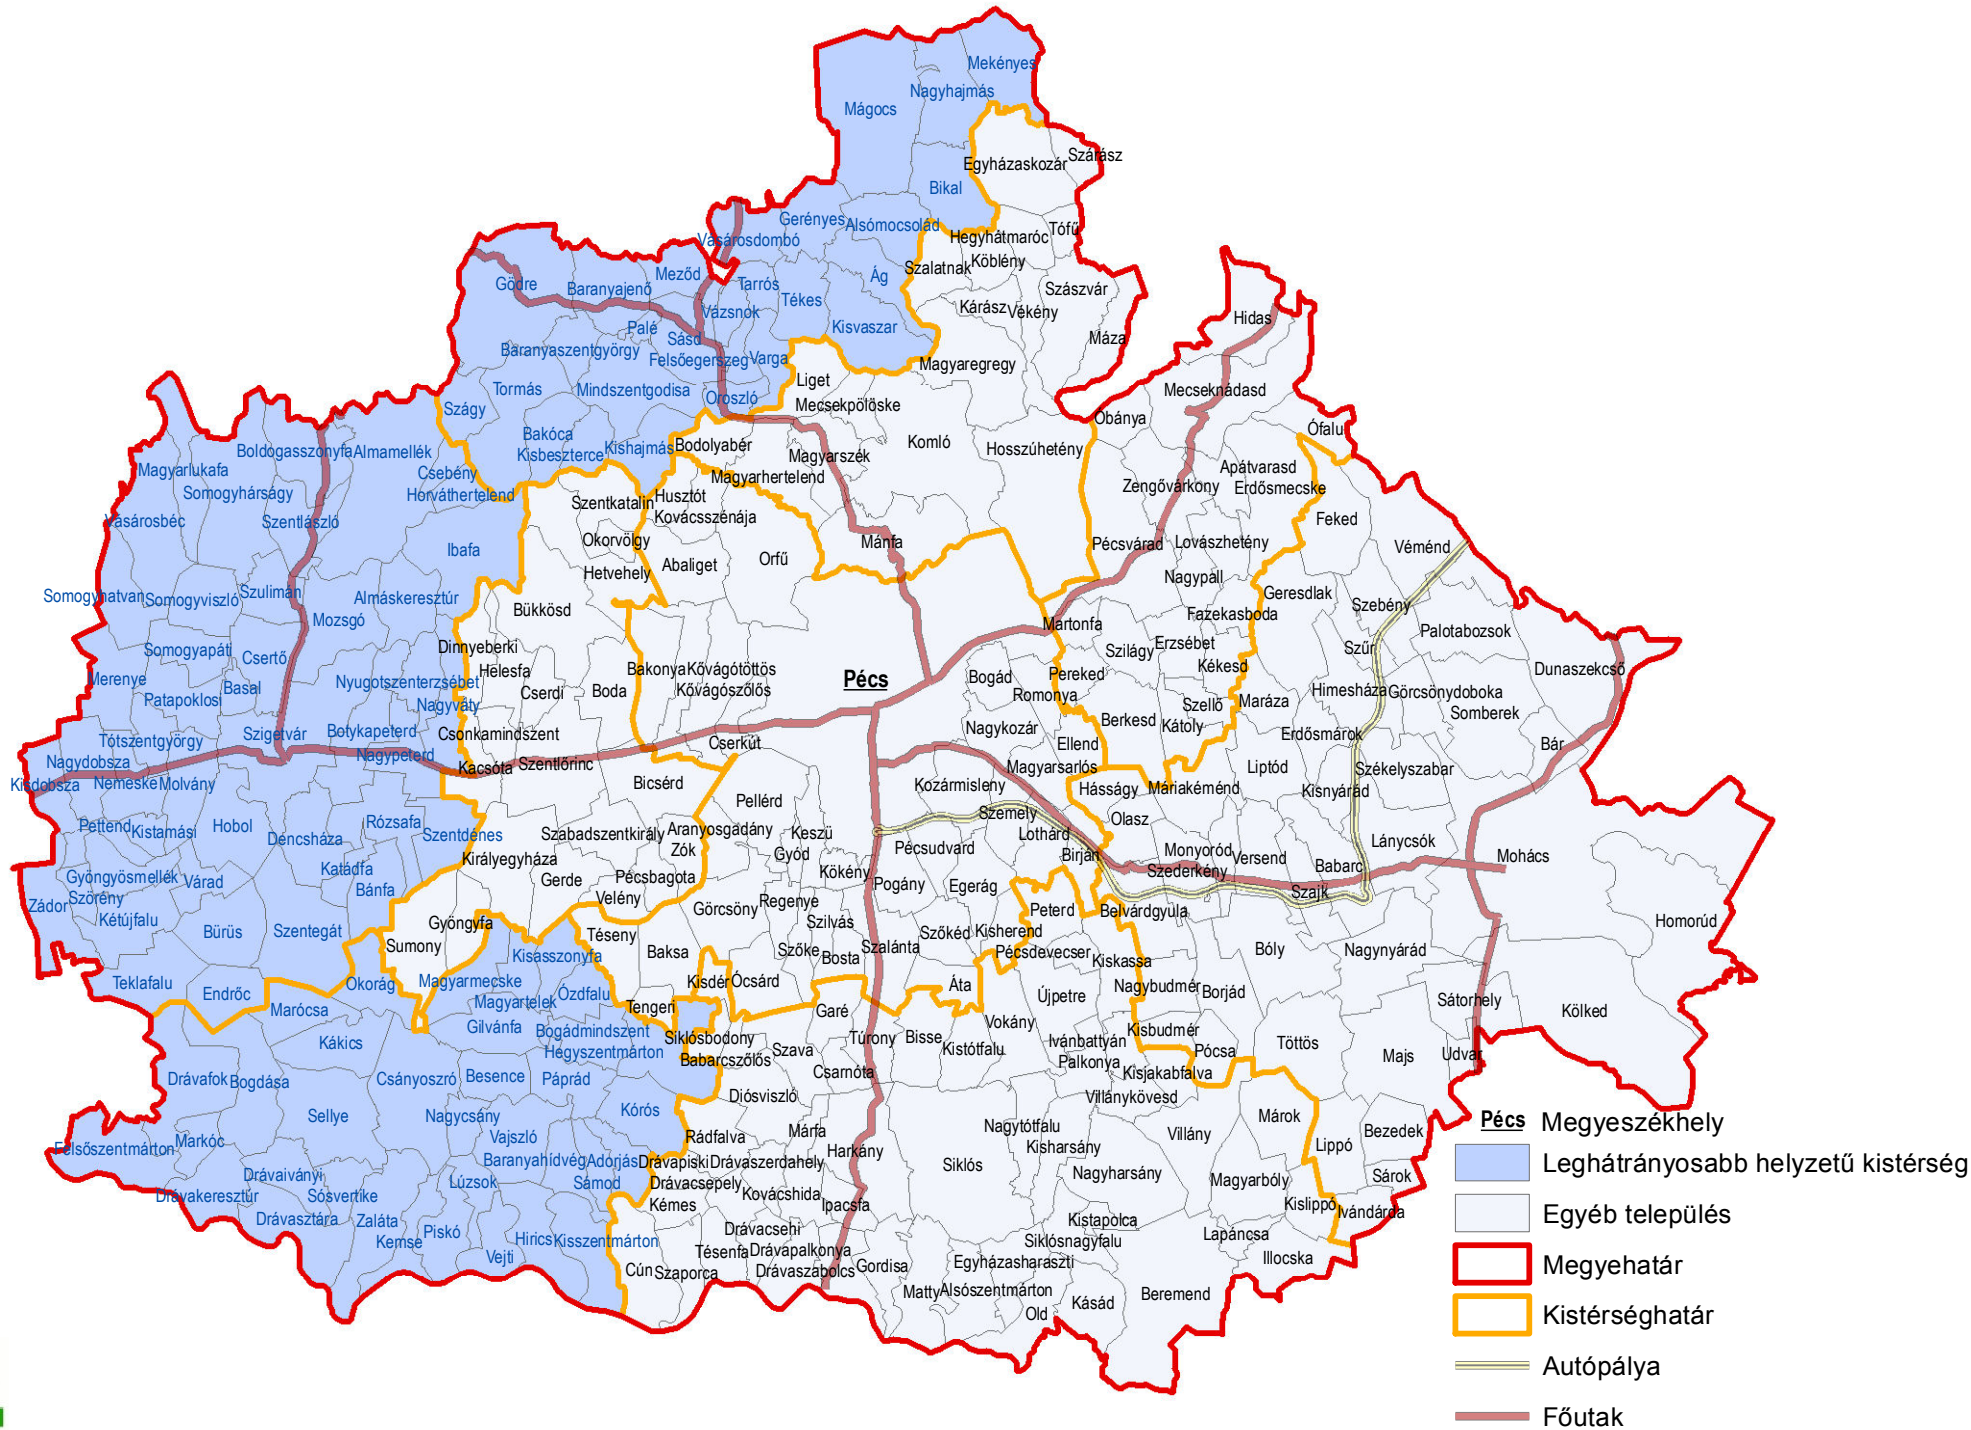 Mekényes
Nagyhajmás
Mágocs
Egyházaskozár
Szárász
Bikal
Gerényes
Alsómocsolád
Vásárosdombó
Hegyhátmaróc
Tófű
Szalatnak
Köblény
Meződ
Ág
Gödre
Baranyajenő
Tarrós
Tékes
Szászvár
Kárász
Vékény
Vázsnok
Hidas
Palé
Kisvaszar
Sásd
Máza
Baranyaszentgyörgy
Felsőegerszeg
Varga
Magyaregregy
Liget
Tormás
Mindszentgodisa
Mecseknádasd
Oroszló
Mecsekpölöske
Szágy
Óbánya
Ófalu
Bakóca
Kishajmás
Bodolyabér
Komló
Hosszúhetény
Boldogasszonyfa
Almamellék
Kisbeszterce
Magyarszék
Magyarlukafa
Csebény
Magyarhertelend
Apátvarasd
Zengővárkony
Erdősmecske
Somogyhárságy
Horváthertelend
Szentkatalin
Husztót
Kovácsszénája
Vásárosbéc
Szentlászló
Feked
Okorvölgy
Mánfa
Pécsvárad
Lovászhetény
Véménd
Ibafa
Orfű
Hetvehely
Abaliget
Nagypall
Somogyhatvan
Somogyviszló
Szulimán
Almáskeresztúr
Geresdlak
Szebény
Bükkösd
Mozsgó
Fazekasboda
Martonfa
Palotabozsok
Dinnyeberki
Somogyapáti
Csertő
Szilágy
Erzsébet
Szűr
Helesfa
Bakonya
Kővágótöttös
Pécs
Bogád
Pereked
Kékesd
Dunaszekcső
Merenye
Patapoklosi
Basal
Nyugotszenterzsébet
Cserdi
Boda
Kővágószőlős
Romonya
Himesháza
Görcsönydoboka
Nagyváty
Szellő
Maráza
Somberek
Berkesd
Kátoly
Nagykozár
Tótszentgyörgy
Szigetvár
Botykapeterd
Csonkamindszent
Cserkút
Ellend
Erdősmárok
Bár
Nagydobsza
Nagypeterd
Kacsóta
Szentlőrinc
Magyarsarlós
Liptód
Székelyszabar
Kisdobsza
Nemeske
Molvány
Bicsérd
Kozármisleny
Hásságy
Máriakéménd
Kisnyárád
Pellérd
Szemely
Olasz
Pettend
Kistamási
Hobol
Dencsháza
Rózsafa
Szentdénes
Szabadszentkirály
Aranyosgadány
Keszü
Lothárd
Lánycsók
Zók
Gyód
Pécsudvard
Birján
Monyoród
Versend
Mohács
Királyegyháza
Katádfa
Babarc
Szederkény
Gyöngyösmellék
Várad
Bánfa
Gerde
Pécsbagota
Kökény
Pogány
Egerág
Szajk
Szörény
Velény
Regenye
Zádor
Kétújfalu
Görcsöny
Peterd
Belvárdgyula
Homorúd
Bürüs
Szentegát
Gyöngyfa
Szilvás
Sumony
Téseny
Szőkéd
Kisherend
Baksa
Szőke
Bosta
Szalánta
Pécsdevecser
Kiskassa
Bóly
Nagynyárád
Kisasszonyfa
Teklafalu
Endrőc
Okorág
Magyarmecske
Kisdér
Ócsárd
Áta
Nagybudmér
Borjád
Magyartelek
Ózdfalu
Újpetre
Sátorhely
Marócsa
Tengeri
Garé
Kölked
Gilvánfa
Bogádmindszent
Vokány
Kisbudmér
Kákics
Siklósbodony
Túrony
Bisse
Ivánbattyán
Töttös
Hegyszentmárton
Babarcszőlős
Szava
Kistótfalu
Palkonya
Pócsa
Majs
Udvar
Drávafok
Bogdása
Csányoszró
Besence
Páprád
Csarnóta
Kisjakabfalva
Diósviszló
Villánykövesd
Sellye
Nagycsány
Kórós
Nagytótfalu
Márok
Felsőszentmárton
Markóc
Vajszló
Rádfalva
Márfa
Harkány
Kisharsány
Villány
Lippó
Bezedek
Baranyahídvég
Adorjás
Drávapiski
Drávaszerdahely
Siklós
Drávaiványi
Lúzsok
Sámod
Drávacsepely
Nagyharsány
Magyarbóly
Sárok
Drávakeresztúr
Sósvertike
Kémes
Kovácshida
Ipacsfa
Kislippó
Ivándárda
Drávasztára
Zaláta
Piskó
Drávacsehi
Kistapolca
Lapáncsa
Kemse
Hirics
Kisszentmárton
Tésenfa
Drávapalkonya
Siklósnagyfalu
Illocska
Vejti
Cún
Szaporca
Drávaszabolcs
Gordisa
Egyházasharaszti
Matty
Alsószentmárton
Kásád
Beremend
Old
Pécs Megyeszékhely
Leghátrányosabb helyzetű kistérség
Egyéb település
Megyehatár
Kistérséghatár
Autópálya
Főutak